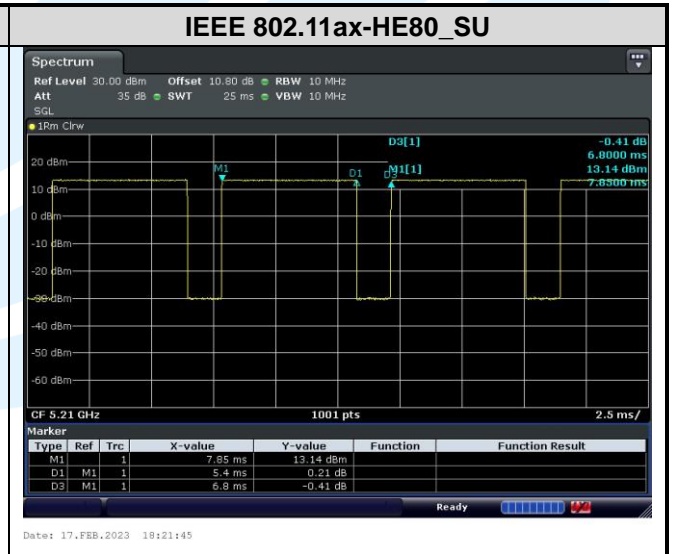 IEEE 802.11ax-HE80_SU
Spectrum
Ref Level 30.00 dBm Offset 10.80 dB RBW 10 MHz
Att 35 dB SWT 25 ms VBW 10 MHz
SGL
1Rm Clrw
D3[1] -0.41 dB
6.8000 ms
M1[1] 13.14 dBm
7.8500 ms
20 dBm
M1
D1
D3
10 dBm
0 dBm
-10 dBm
-20 dBm
-30 dBm
-40 dBm
-50 dBm
-60 dBm
CF 5.21 GHz 1001 pts 2.5 ms/
Marker
Type Ref Trc X-value Y-value Function Function Result
M1 1 7.85 ms 13.14 dBm
D1 M1 1 5.4 ms 0.21 dB
D3 M1 1 6.8 ms -0.41 dB
Ready
Date: 17.FEB.2023 18:21:45